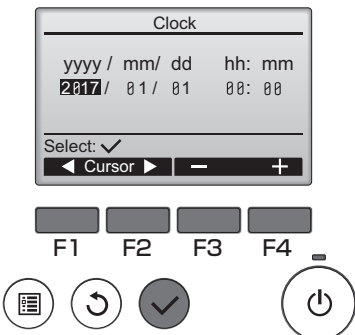 Clock
yyyy / mm/ dd hh: mm
2017 / 01 / 01 00: 00
Select: ✓
◀ Cursor ▶ − +
F1 F2 F3 F4